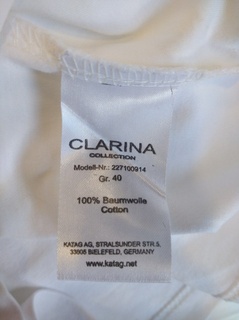 CLARINA
COLLECTION
Modell-Nr.: 227100914
Gr. 40
100% Baumwolle
Cotton
KATAG AG, STRALSUNDER STR.5,
33605 BIELEFELD, GERMANY
www.katag.net